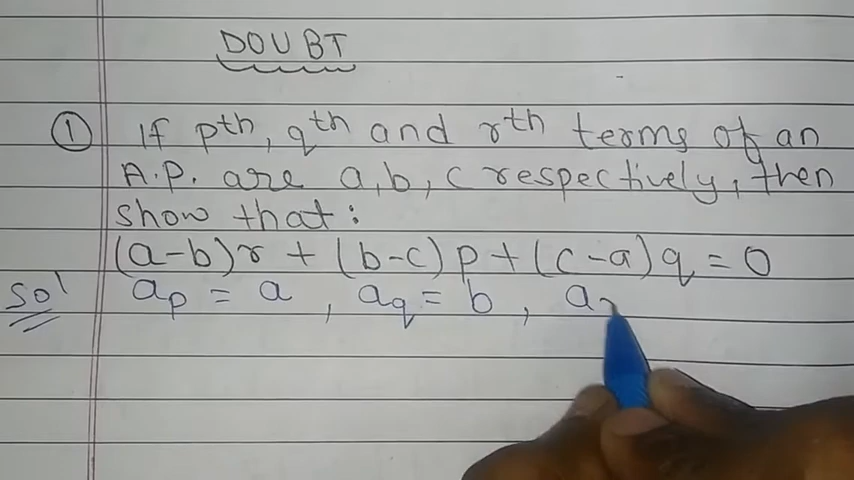 DOUBT
① If pth, qth and rth terms of an
A.P. are a, b, c respectively, then
show that:
(a-b)r + (b-c)p + (c-a)q = 0
Sol ap = a , aq = b , a